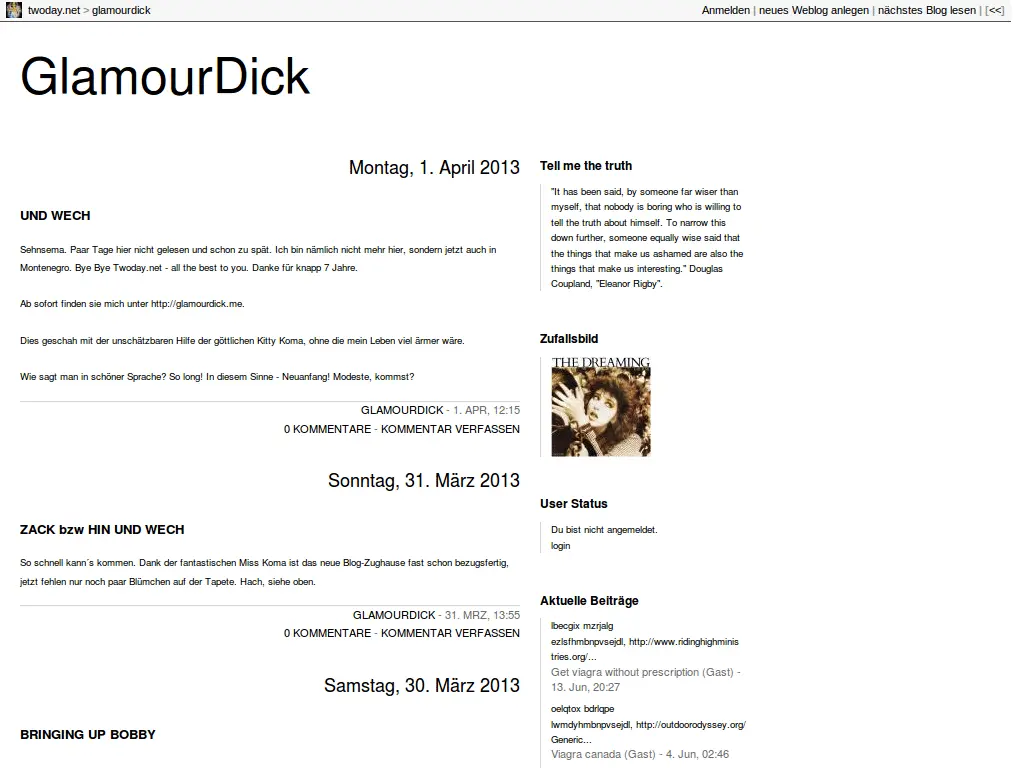 twoday.net > glamourdick
Anmelden | neues Weblog anlegen | nächstes Blog lesen | [<<]
GlamourDick
Montag, 1. April 2013
UND WECH
Sehnsema. Paar Tage hier nicht gelesen und schon zu spät. Ich bin nämlich nicht mehr hier, sondern jetzt auch in
Montenegro. Bye Bye Twoday.net - all the best to you. Danke für knapp 7 Jahre.
Ab sofort finden sie mich unter http://glamourdick.me.
Dies geschah mit der unschätzbaren Hilfe der göttlichen Kitty Koma, ohne die mein Leben viel ärmer wäre.
Wie sagt man in schöner Sprache? So long! In diesem Sinne - Neuanfang! Modeste, kommst?
GLAMOURDICK - 1. APR, 12:15
0 KOMMENTARE - KOMMENTAR VERFASSEN
Sonntag, 31. März 2013
ZACK bzw HIN UND WECH
So schnell kann´s kommen. Dank der fantastischen Miss Koma ist das neue Blog-Zughause fast schon bezugsfertig,
jetzt fehlen nur noch paar Blümchen auf der Tapete. Hach, siehe oben.
GLAMOURDICK - 31. MRZ, 13:55
0 KOMMENTARE - KOMMENTAR VERFASSEN
Samstag, 30. März 2013
BRINGING UP BOBBY
Tell me the truth
"It has been said, by someone far wiser than
myself, that nobody is boring who is willing to
tell the truth about himself. To narrow this
down further, someone equally wise said that
the things that make us ashamed are also the
things that make us interesting." Douglas
Coupland, "Eleanor Rigby".
Zufallsbild
THE DREAMING
User Status
Du bist nicht angemeldet.
login
Aktuelle Beiträge
lbecgix mzrjalg
ezlsfhmbnpvsejdl, http://www.ridinghighminis
tries.org/...
Get viagra without prescription (Gast) -
13. Jun, 20:27
oelqtox bdrlqpe
lwmdyhmbnpvsejdl, http://outdoorodyssey.org/
Generic...
Viagra canada (Gast) - 4. Jun, 02:46